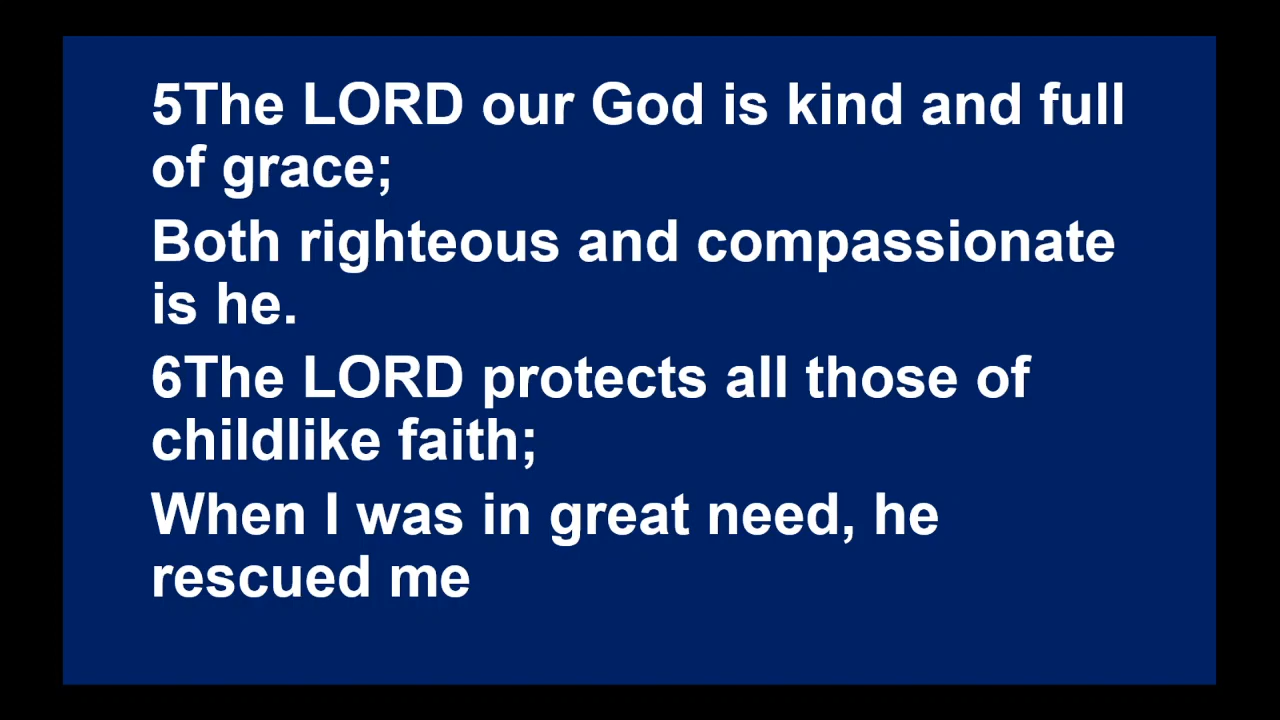 5The LORD our God is kind and full
of grace;
Both righteous and compassionate
is he.
6The LORD protects all those of
childlike faith;
When I was in great need, he
rescued me